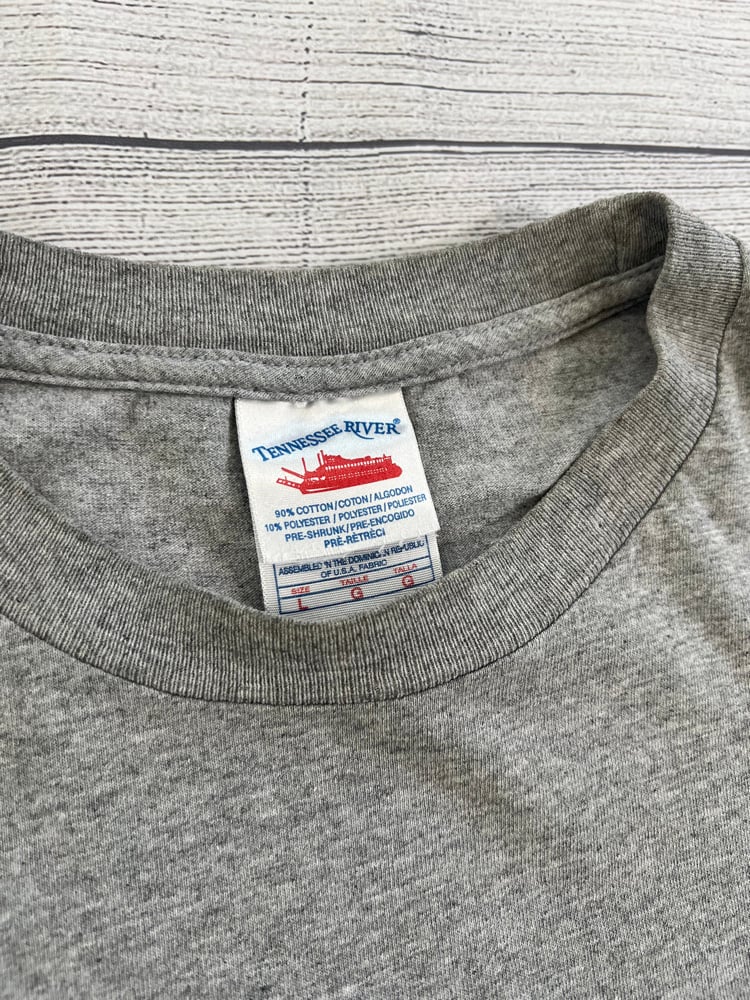 TENNESSEE RIVER®
90% COTTON/COTON/ALGODON
10% POLYESTER/POLYESTER/POLIESTER
PRE-SHRUNK/PRE-ENCOGIDO
PRÉ-RÉTRÉCI
ASSEMBLED IN THE DOMINICAN REPUBLIC
OF U.S.A. FABRIC
SIZE TAILLE TALLA
L G G